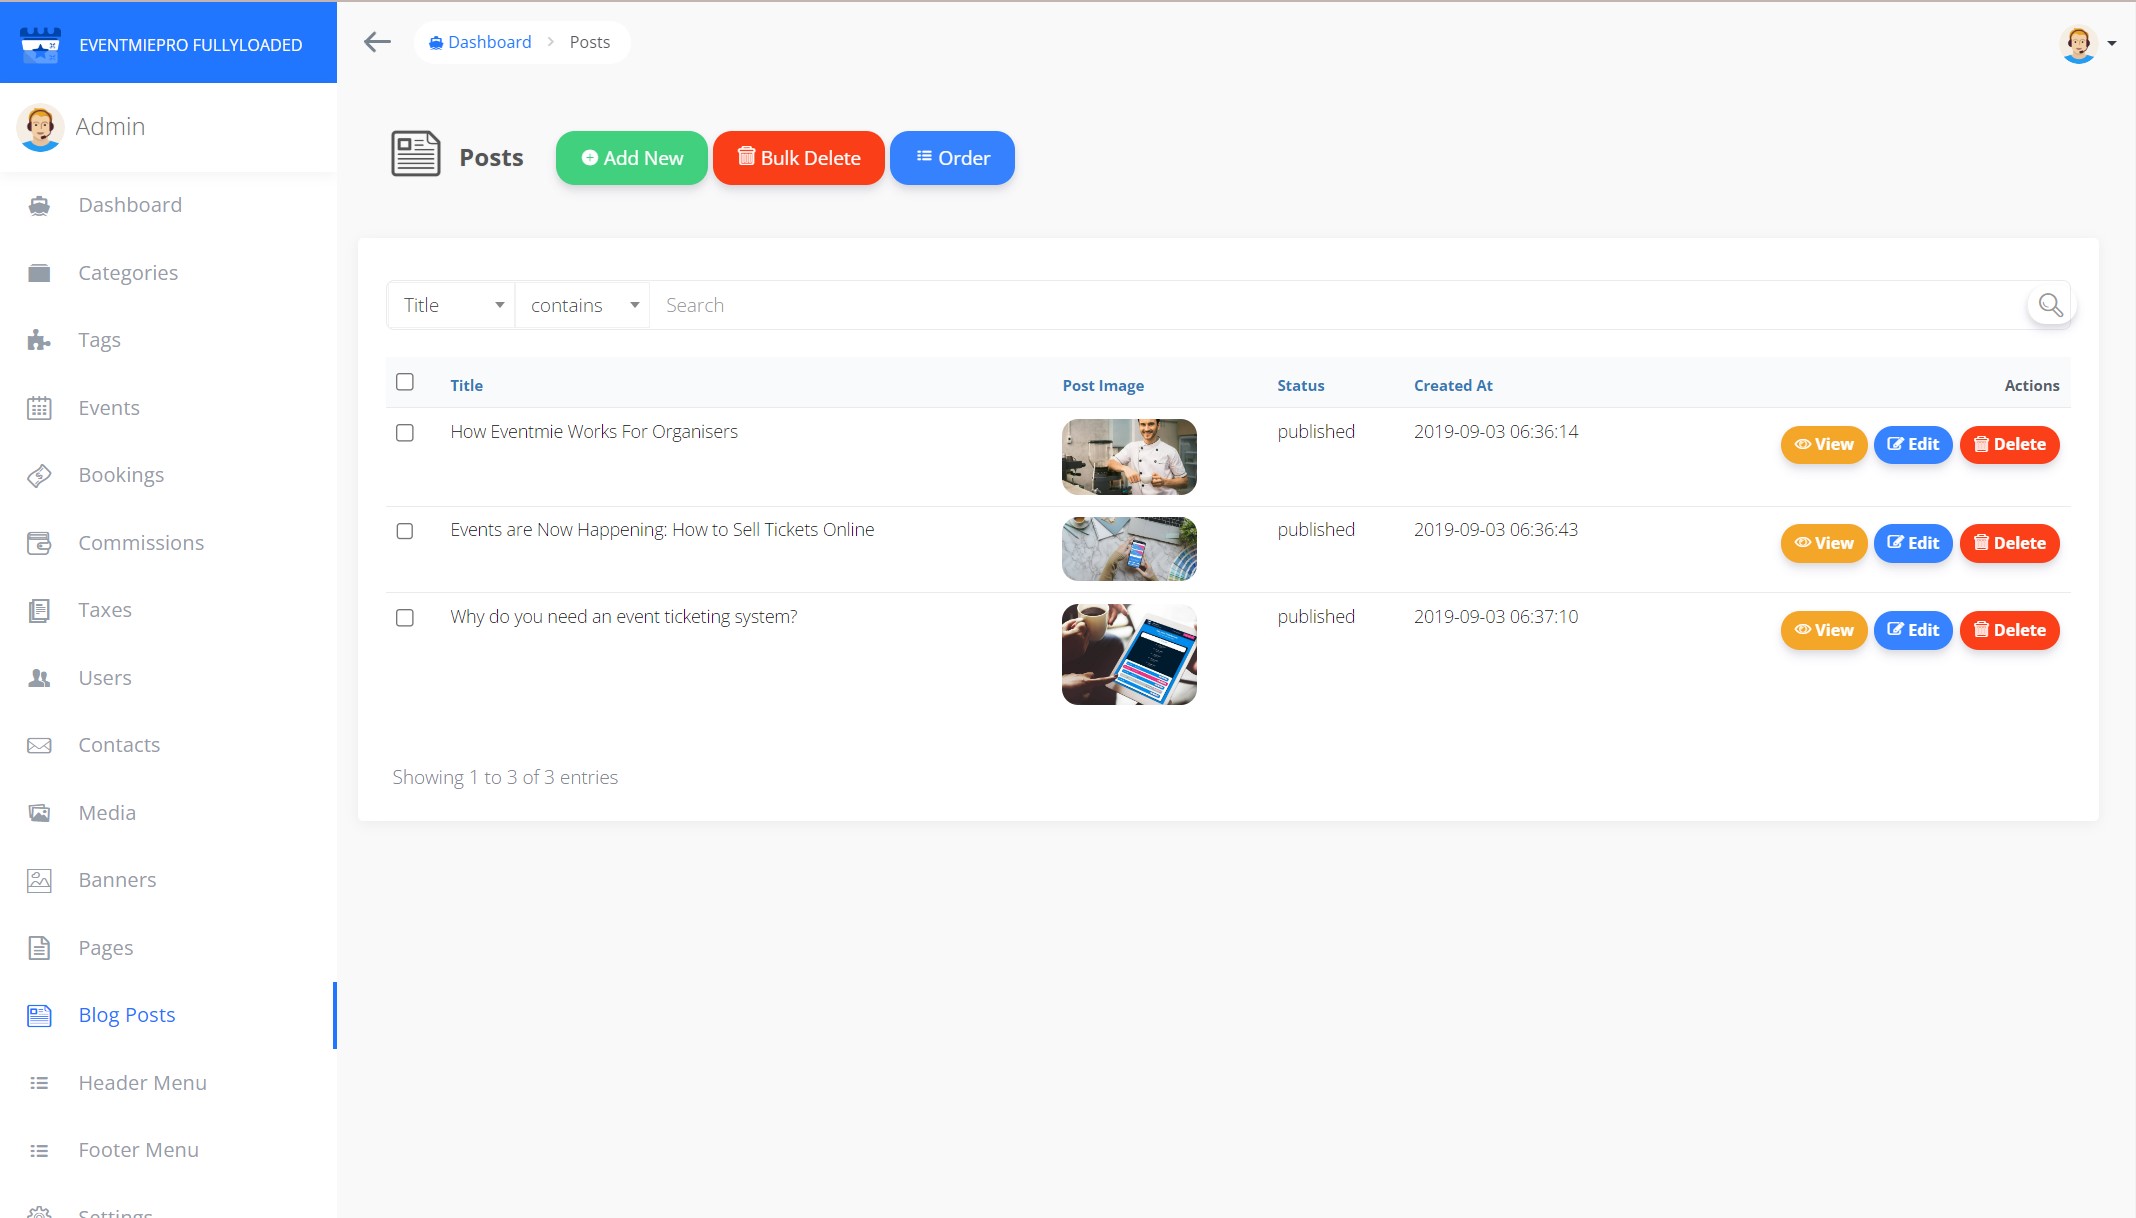 EVENTMIEPRO FULLYLOADED
Dashboard > Posts
Admin
Dashboard
Categories
Tags
Events
Bookings
Commissions
Taxes
Users
Contacts
Media
Banners
Pages
Blog Posts
Header Menu
Footer Menu
Settings
Posts Add New Bulk Delete Order
Title contains Search
Title Post Image Status Created At Actions
How Eventmie Works For Organisers published 2019-09-03 06:36:14 View Edit Delete
Events are Now Happening: How to Sell Tickets Online published 2019-09-03 06:36:43 View Edit Delete
Why do you need an event ticketing system? published 2019-09-03 06:37:10 View Edit Delete
Showing 1 to 3 of 3 entries